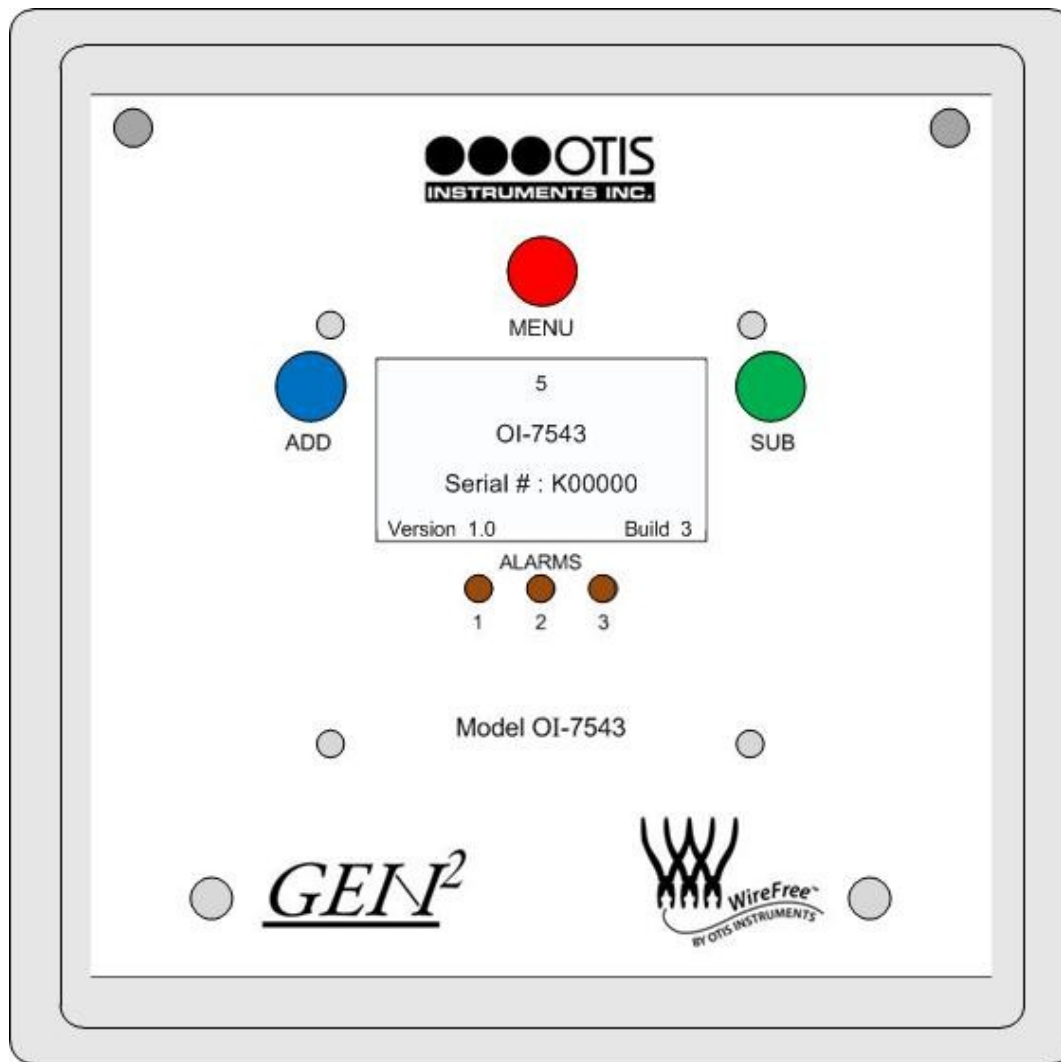 OTIS
INSTRUMENTS INC.
MENU
ADD
SUB
5
OI-7543
Serial # : K00000
Version 1.0 Build 3
ALARMS
1 2 3
Model OI-7543
GEN²
WireFree™
BY OTIS INSTRUMENTS